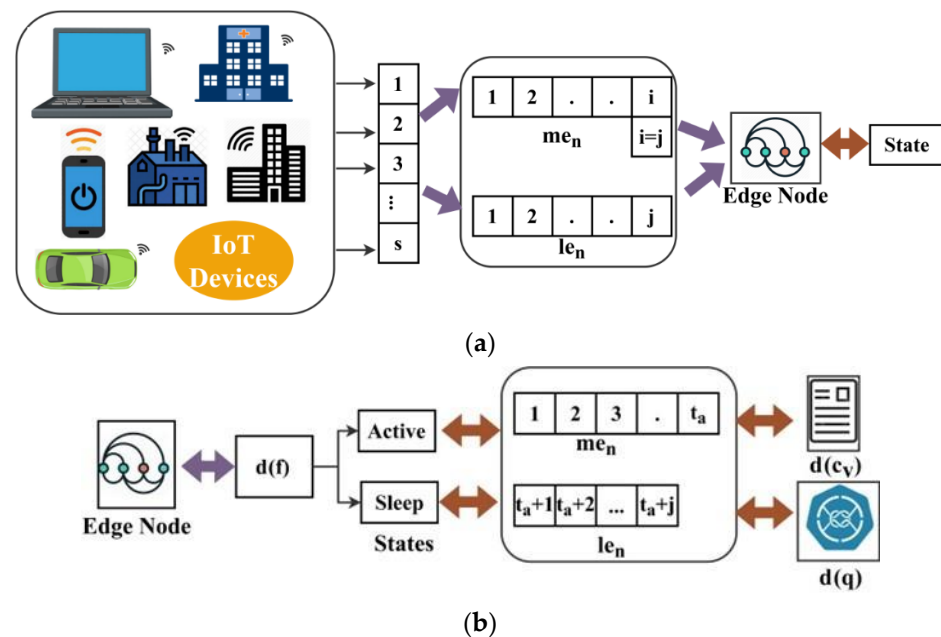 IoT
Devices
1
2
3
⋮
s
1 2 . . i
i=j
me_n
1 2 . . j
le_n
Edge Node
State
(a)
Edge Node
d(f)
Active
Sleep
States
1 2 3 . t_a
me_n
t_a+1 t_a+2 ... t_a+j
le_n
d(c_v)
d(q)
(b)